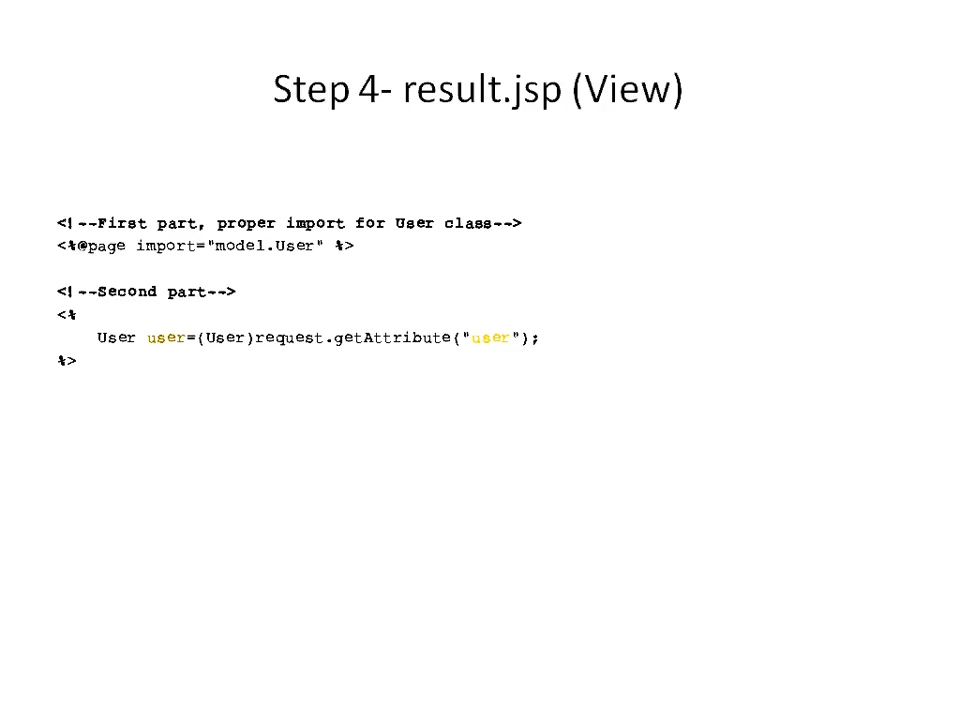 Step 4- result.jsp (View)
<!--First part, proper import for User class-->
<%@page import="model.User" %>
<!--Second part-->
<%
User user=(User)request.getAttribute("user");
%>